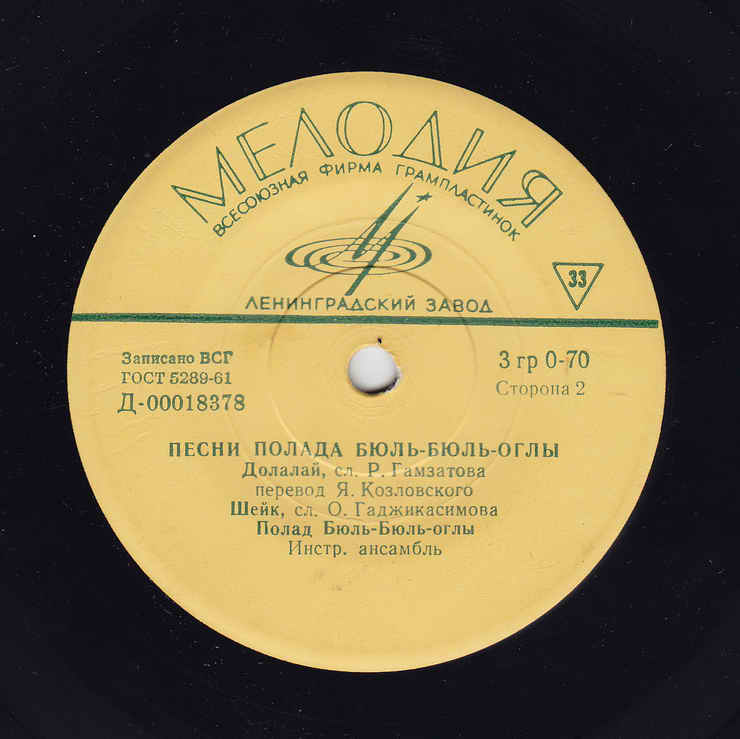 МЕЛОДИЯ
ВСЕСОЮЗНАЯ ФИРМА ГРАМПЛАСТИНОК
ЛЕНИНГРАДСКИЙ ЗАВОД
33
Записано ВСГ
ГОСТ 5289-61
Д-00018378
3 гр 0-70
Сторона 2
ПЕСНИ ПОЛАДА БЮЛЬ-БЮЛЬ-ОГЛЫ
Долалай, сл. Р. Гамзатова
перевод Я. Козловского
Шейк, сл. О. Гаджикасимова
Полад Бюль-Бюль-оглы
Инстр. ансамбль